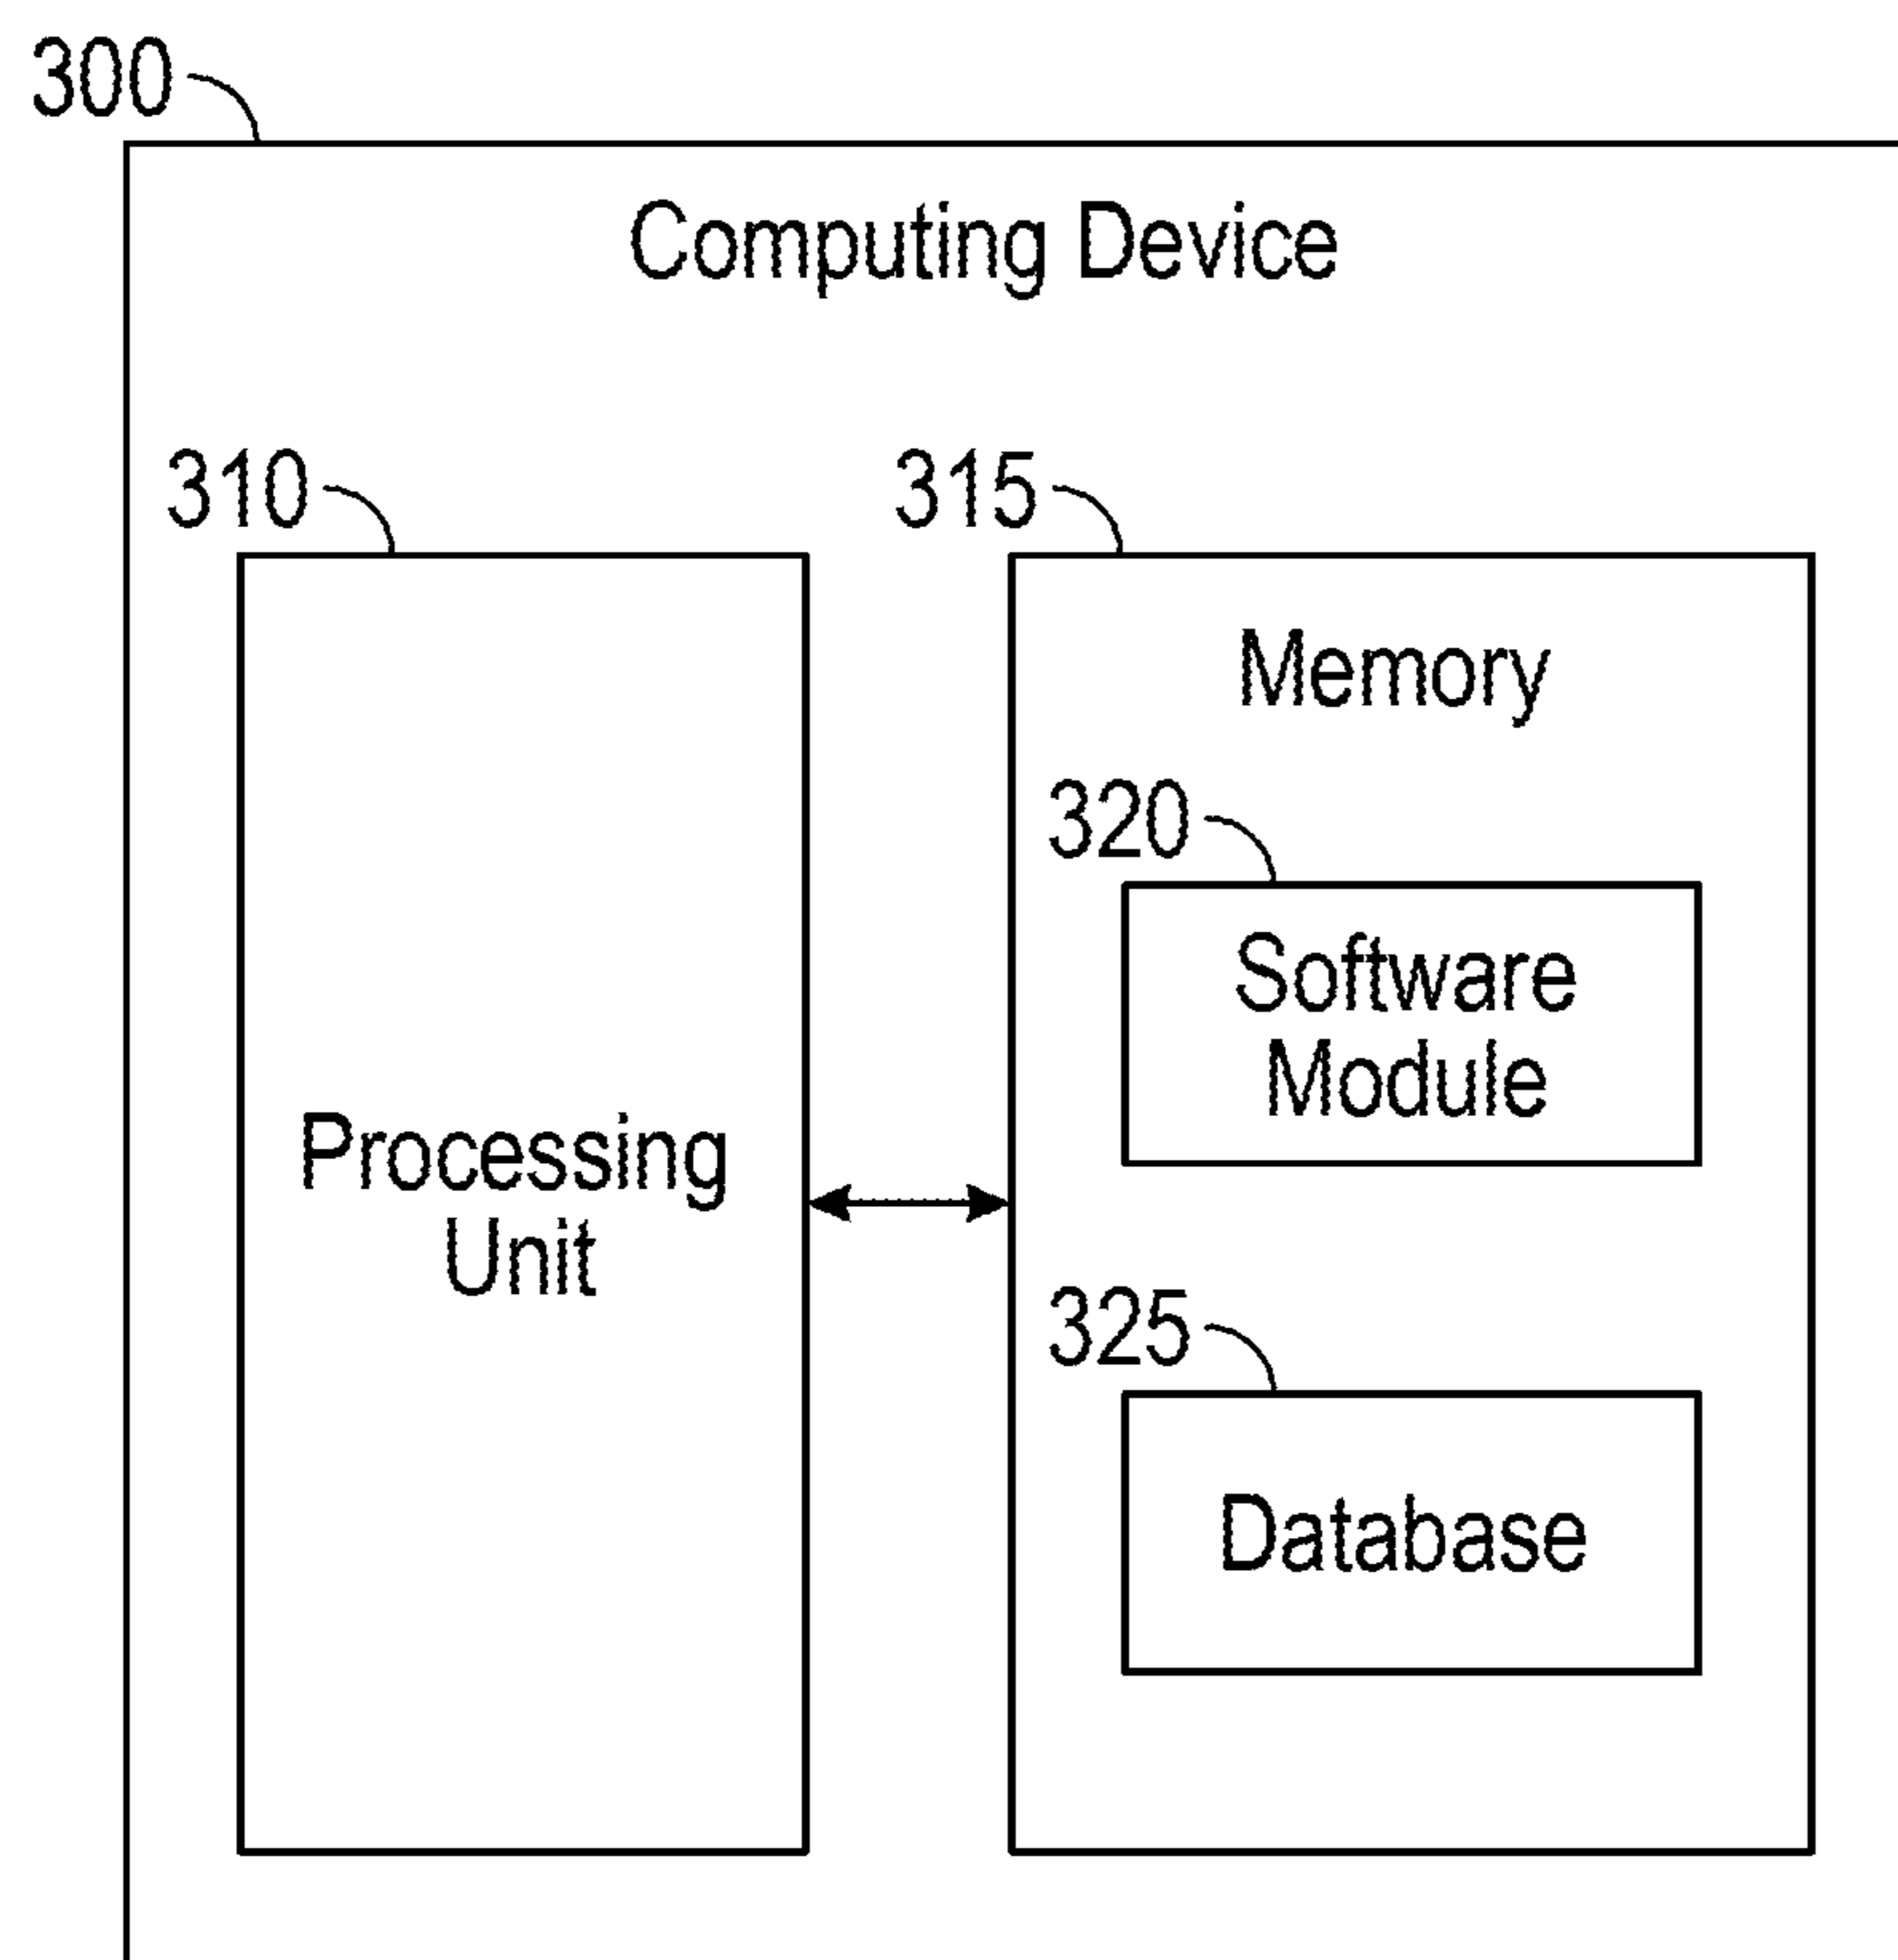 300
Computing Device
310
315
Memory
320
Software
Module
Processing
Unit
325
Database